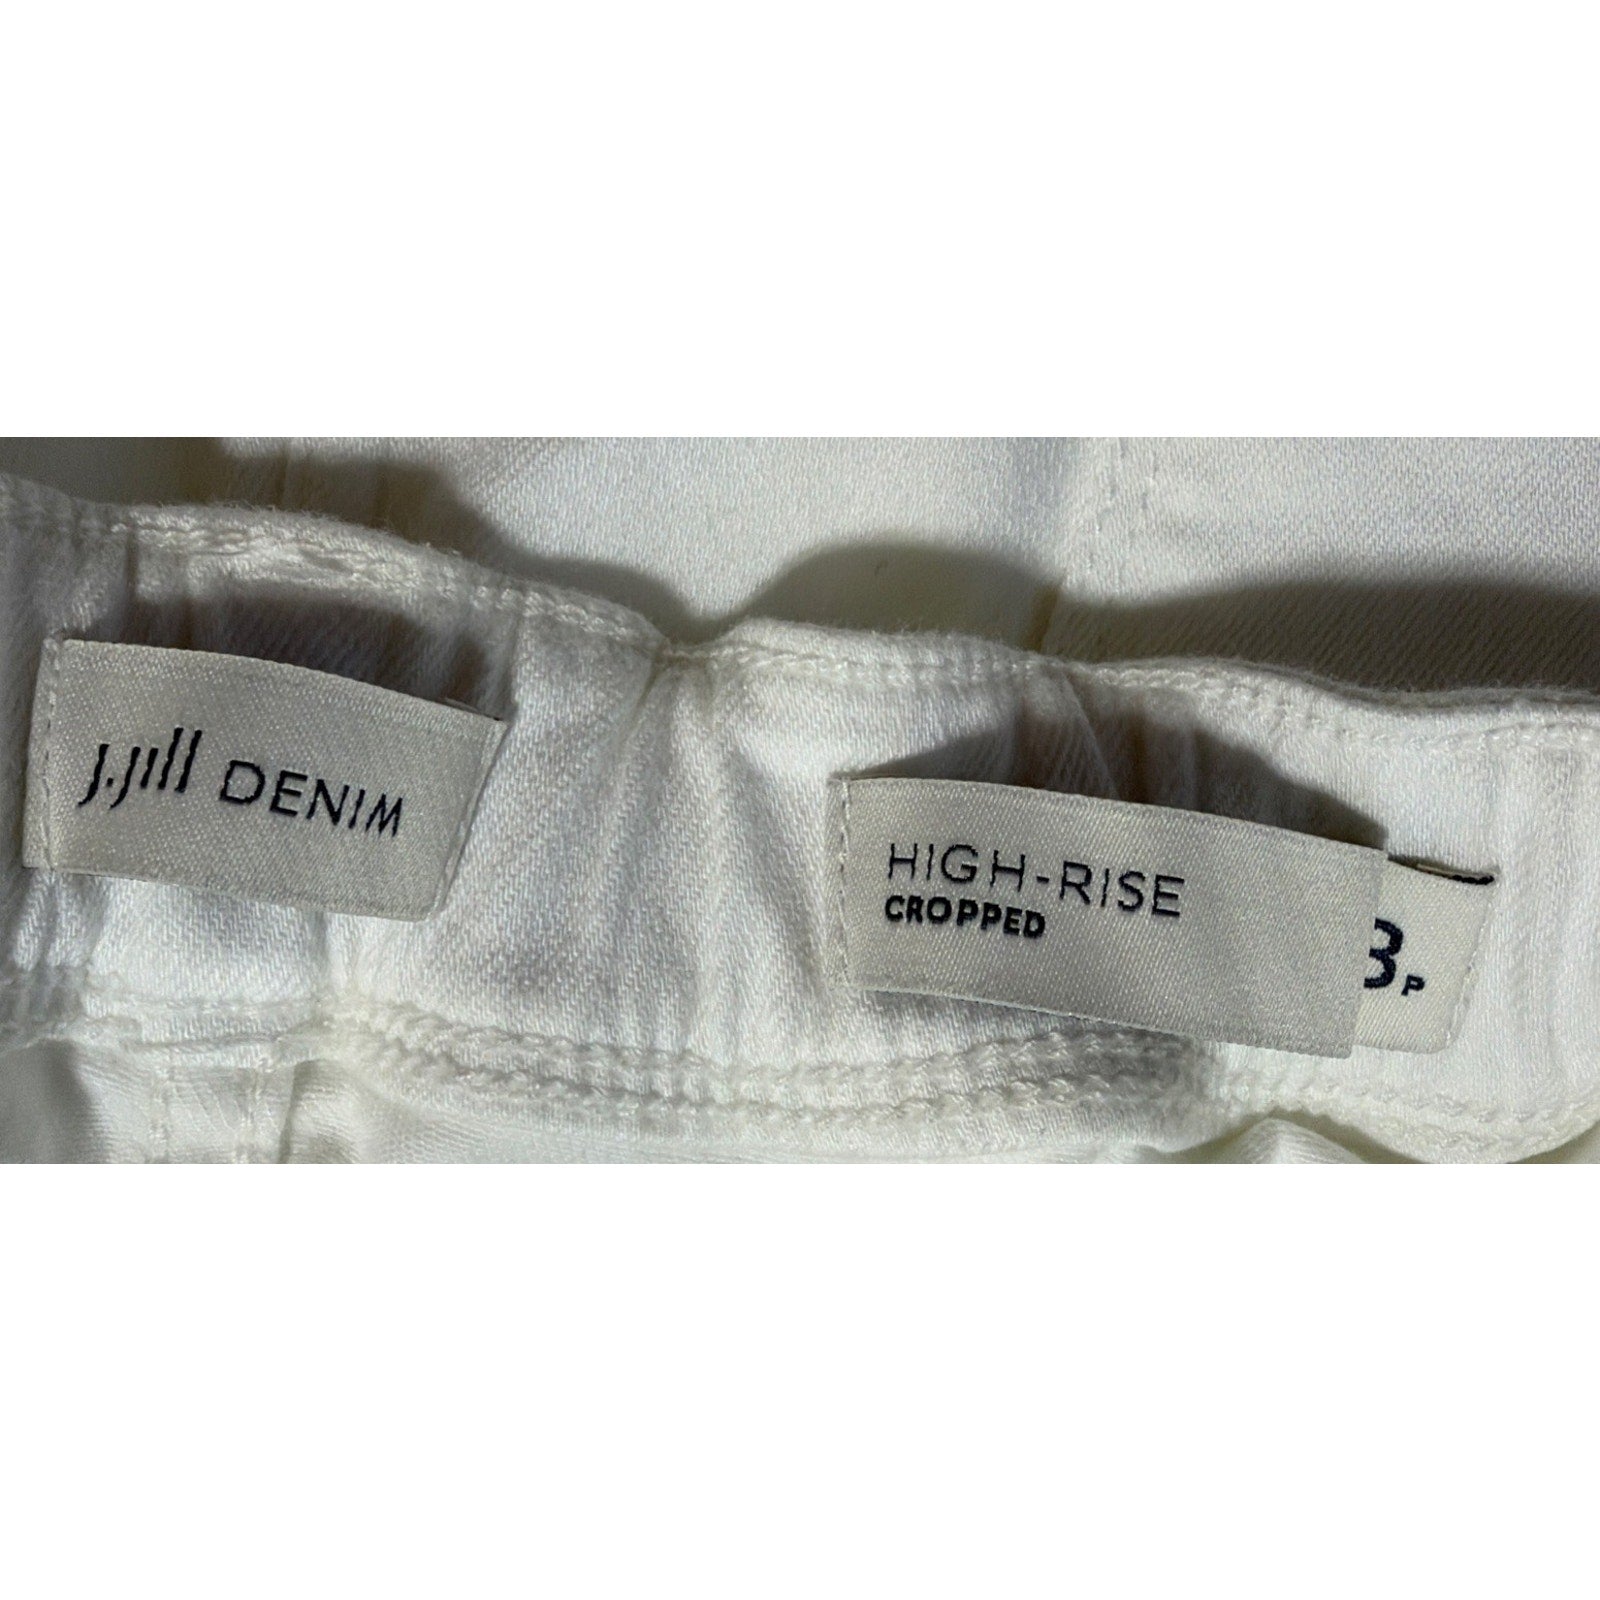 J.Jill DENIM
HIGH-RISE
CROPPED
P